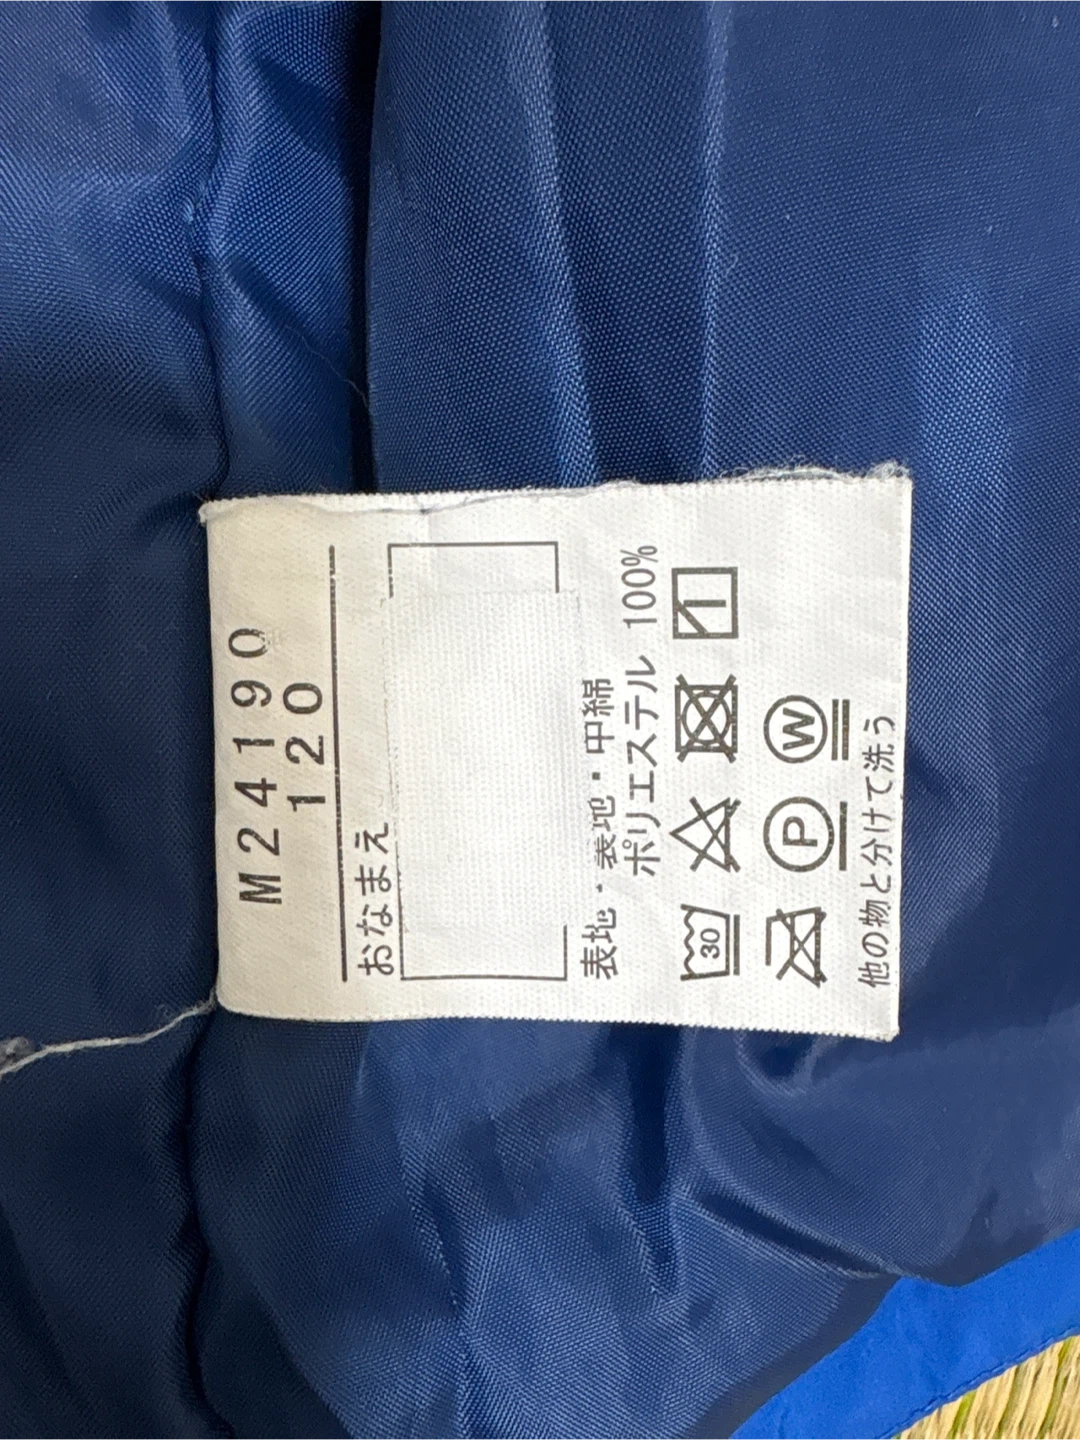 M24190
120
おなまえ
表地・裏地・中綿
ポリエステル 100%
30
P W
他の物と分けて洗う